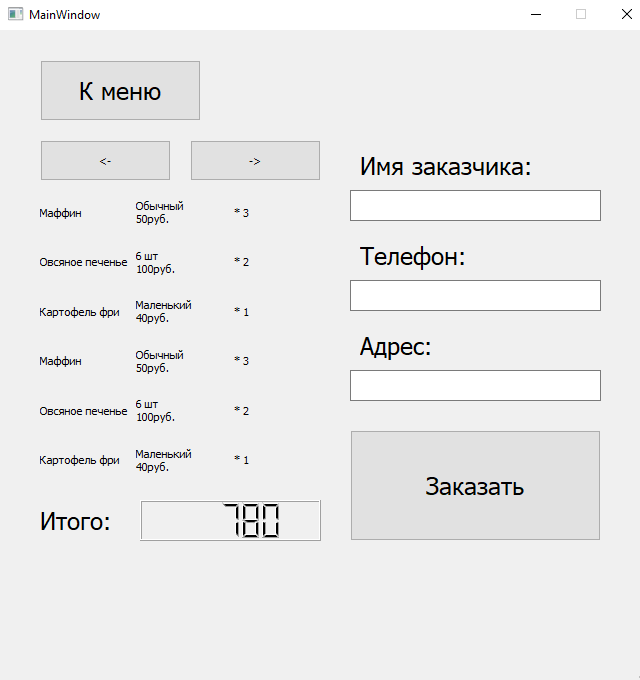 MainWindow
К меню
<-
->
Маффин
Обычный
50руб.
* 3
Овсяное печенье
6 шт
100руб.
* 2
Картофель фри
Маленький
40руб.
* 1
Маффин
Обычный
50руб.
* 3
Овсяное печенье
6 шт
100руб.
* 2
Картофель фри
Маленький
40руб.
* 1
Итого:
780
Имя заказчика:
Телефон:
Адрес:
Заказать